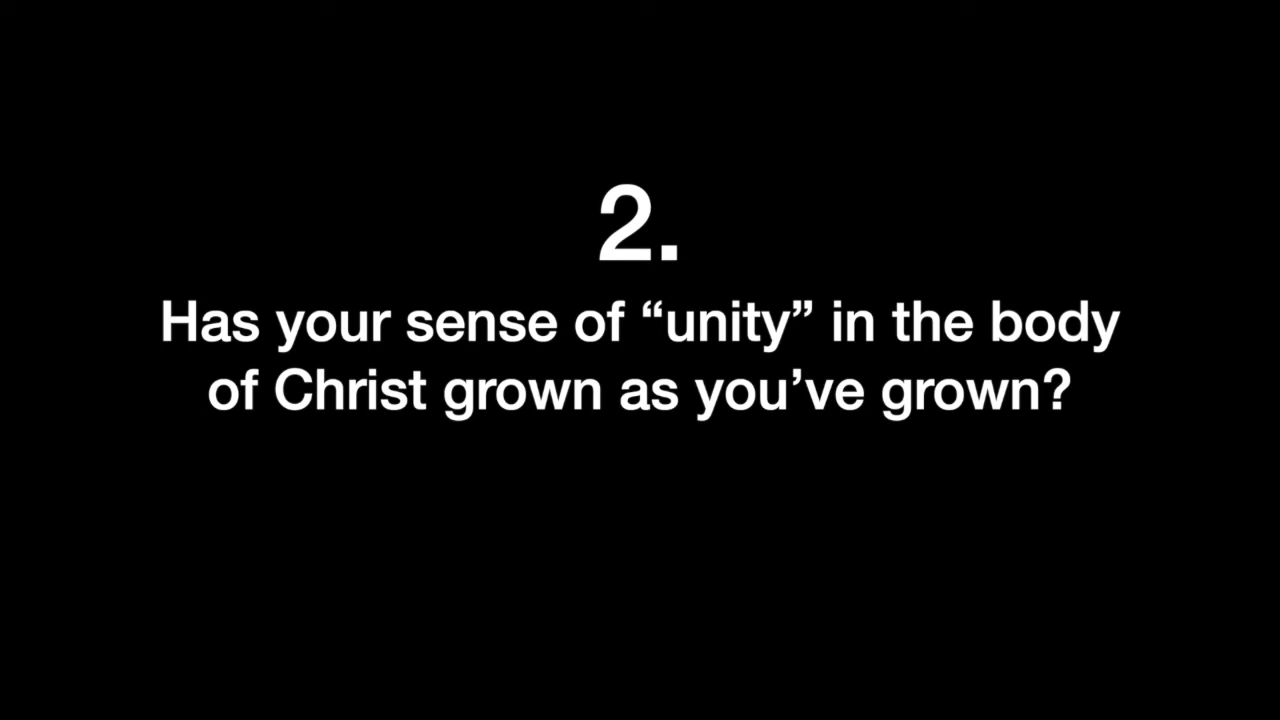 2.
Has your sense of “unity” in the body
of Christ grown as you’ve grown?